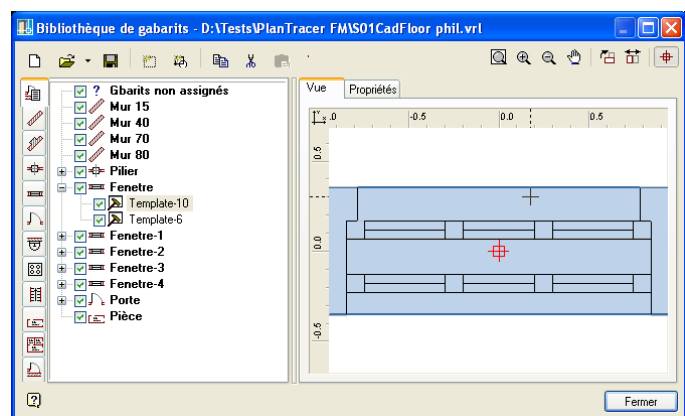 Bibliothèque de gabarits - D:\Tests\PlanTracer FM\S01CadFloor phil.vrl
? Gbarits non assignés
Mur 15
Mur 40
Mur 70
Mur 80
Pilier
Fenetre
Template-10
Template-6
Fenetre-1
Fenetre-2
Fenetre-3
Fenetre-4
Porte
Pièce
Vue Propriétés
Y x .0 -0.5 0.0 0.5
0.5
0.0
-0.5
Fermer